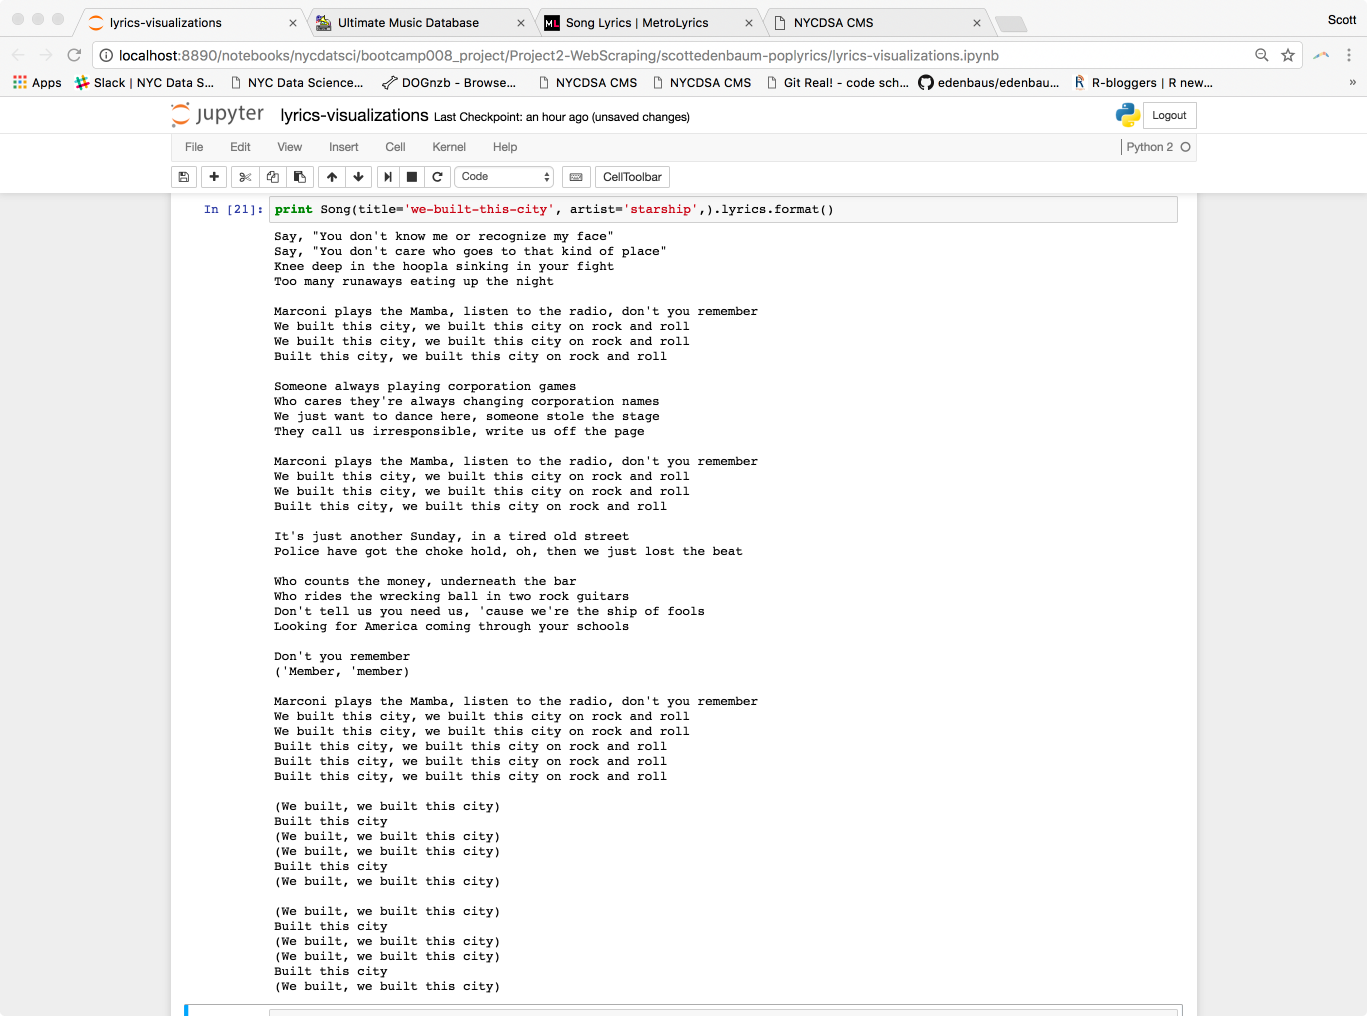 lyrics-visualizations
Ultimate Music Database
Song Lyrics | MetroLyrics
NYCDSA CMS
Scott
localhost:8890/notebooks/nycdatsci/bootcamp008_project/Project2-WebScraping/scottedenbaum-poplyrics/lyrics-visualizations.ipynb
Apps
Slack | NYC Data S...
NYC Data Science...
DOGnzb - Browse...
NYCDSA CMS
NYCDSA CMS
Git Real! - code sch...
edenbaus/edenbau...
R-bloggers | R new...
»
jupyter lyrics-visualizations Last Checkpoint: an hour ago (unsaved changes)
Logout
File Edit View Insert Cell Kernel Help
Python 2
Code
CellToolbar
In [21]: print Song(title='we-built-this-city', artist='starship',).lyrics.format()
Say, "You don't know me or recognize my face"
Say, "You don't care who goes to that kind of place"
Knee deep in the hoopla sinking in your fight
Too many runaways eating up the night
Marconi plays the Mamba, listen to the radio, don't you remember
We built this city, we built this city on rock and roll
We built this city, we built this city on rock and roll
Built this city, we built this city on rock and roll
Someone always playing corporation games
Who cares they're always changing corporation names
We just want to dance here, someone stole the stage
They call us irresponsible, write us off the page
Marconi plays the Mamba, listen to the radio, don't you remember
We built this city, we built this city on rock and roll
We built this city, we built this city on rock and roll
Built this city, we built this city on rock and roll
It's just another Sunday, in a tired old street
Police have got the choke hold, oh, then we just lost the beat
Who counts the money, underneath the bar
Who rides the wrecking ball in two rock guitars
Don't tell us you need us, 'cause we're the ship of fools
Looking for America coming through your schools
Don't you remember
('Member, 'member)
Marconi plays the Mamba, listen to the radio, don't you remember
We built this city, we built this city on rock and roll
We built this city, we built this city on rock and roll
Built this city, we built this city on rock and roll
Built this city, we built this city on rock and roll
Built this city, we built this city on rock and roll
(We built, we built this city)
Built this city
(We built, we built this city)
(We built, we built this city)
Built this city
(We built, we built this city)
(We built, we built this city)
Built this city
(We built, we built this city)
(We built, we built this city)
Built this city
(We built, we built this city)